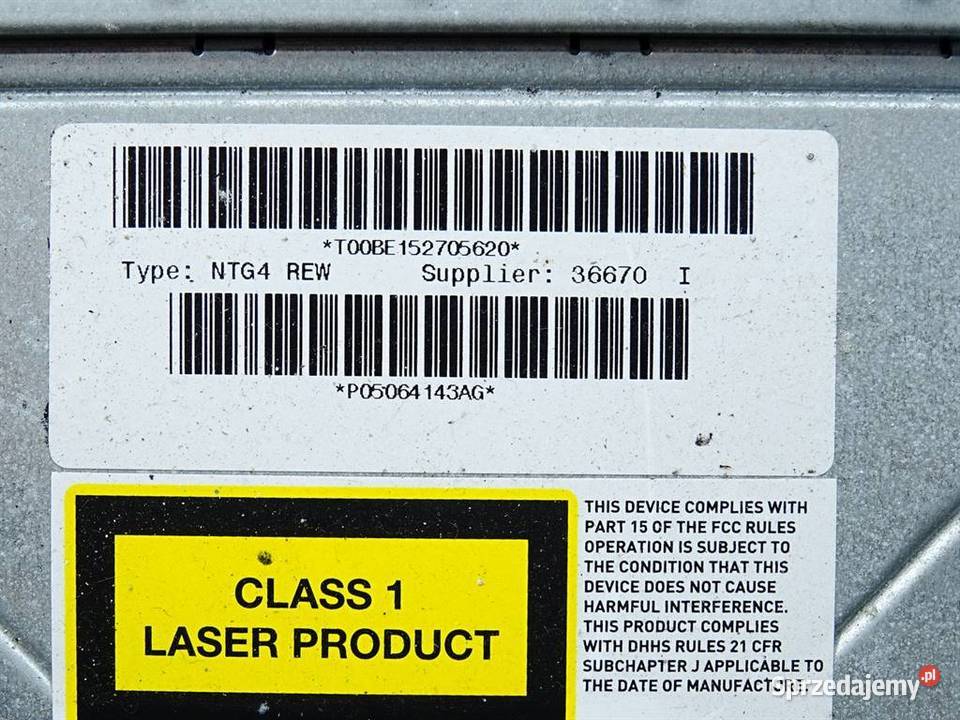 *T00BE152705620*
Type: NTG4 REW Supplier: 36670 I
*P05064143AG*
CLASS 1
LASER PRODUCT
THIS DEVICE COMPLIES WITH
PART 15 OF THE FCC RULES
OPERATION IS SUBJECT TO
THE CONDITION THAT THIS
DEVICE DOES NOT CAUSE
HARMFUL INTERFERENCE.
THIS PRODUCT COMPLIES
WITH DHHS RULES 21 CFR
SUBCHAPTER J APPLICABLE TO
THE DATE OF MANUFACTURE.
Sprzedajemy.pl